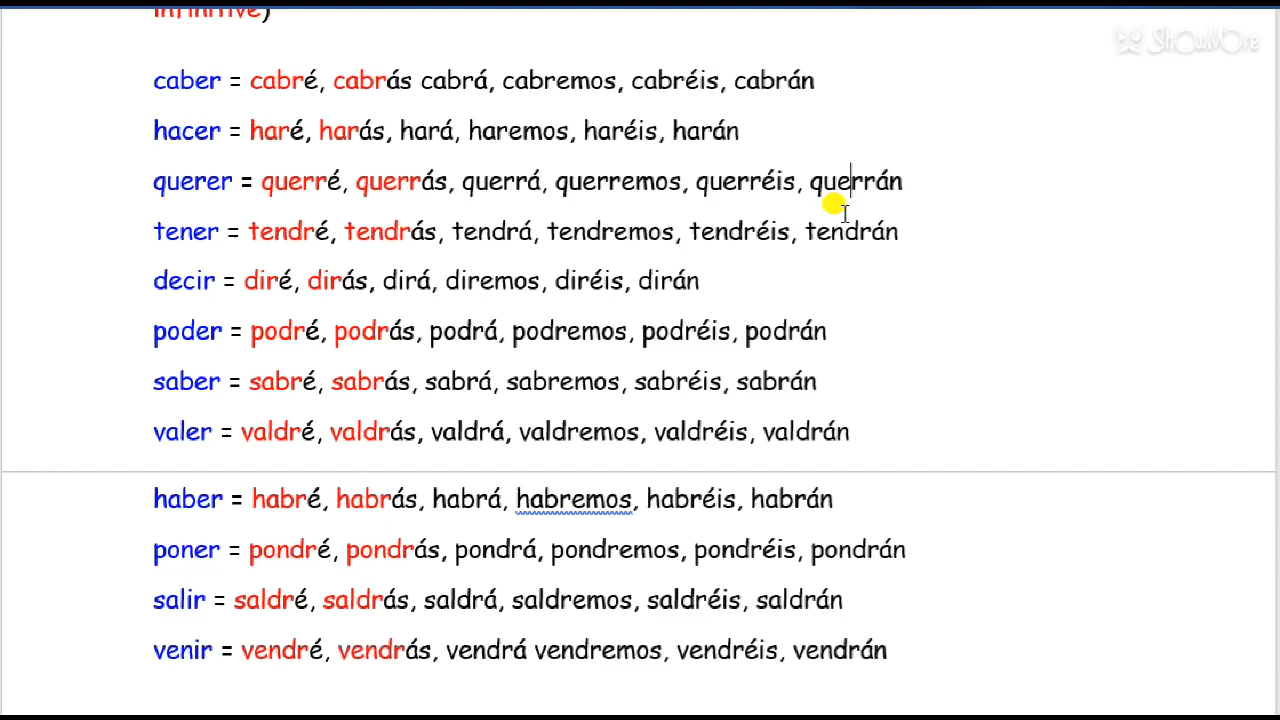 infinitive)
ShowMore
caber = cabré, cabrás cabrá, cabremos, cabréis, cabrán
hacer = haré, harás, hará, haremos, haréis, harán
querer = querré, querrás, querrá, querremos, querréis, querrán
tener = tendré, tendrás, tendrá, tendremos, tendréis, tendrán
decir = diré, dirás, dirá, diremos, diréis, dirán
poder = podré, podrás, podrá, podremos, podréis, podrán
saber = sabré, sabrás, sabrá, sabremos, sabréis, sabrán
valer = valdré, valdrás, valdrá, valdremos, valdréis, valdrán
haber = habré, habrás, habrá, habremos, habréis, habrán
poner = pondré, pondrás, pondrá, pondremos, pondréis, pondrán
salir = saldré, saldrás, saldrá, saldremos, saldréis, saldrán
venir = vendré, vendrás, vendrá vendremos, vendréis, vendrán